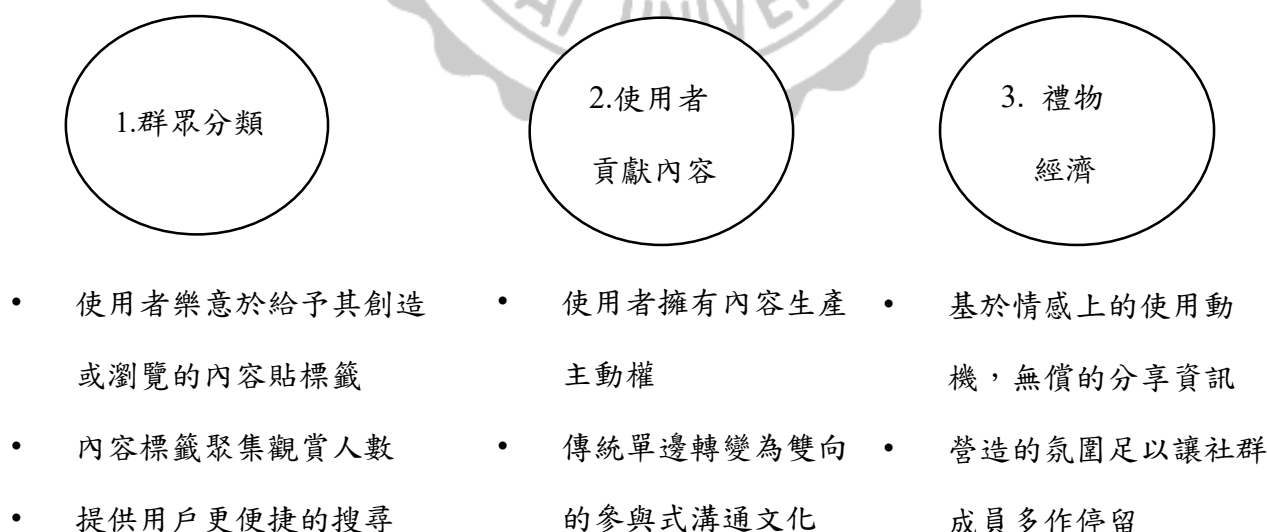 AI UNIVE
1.群眾分類
2.使用者
貢獻內容
3. 禮物
經濟
• 使用者樂意於給予其創造
或瀏覽的內容貼標籤
• 內容標籤聚集觀賞人數
• 提供用戶更便捷的搜尋
• 使用者擁有內容生產
主動權
• 傳統單邊轉變為雙向
的參與式溝通文化
• 基於情感上的使用動
機，無償的分享資訊
• 營造的氛圍足以讓社群
成員多作停留